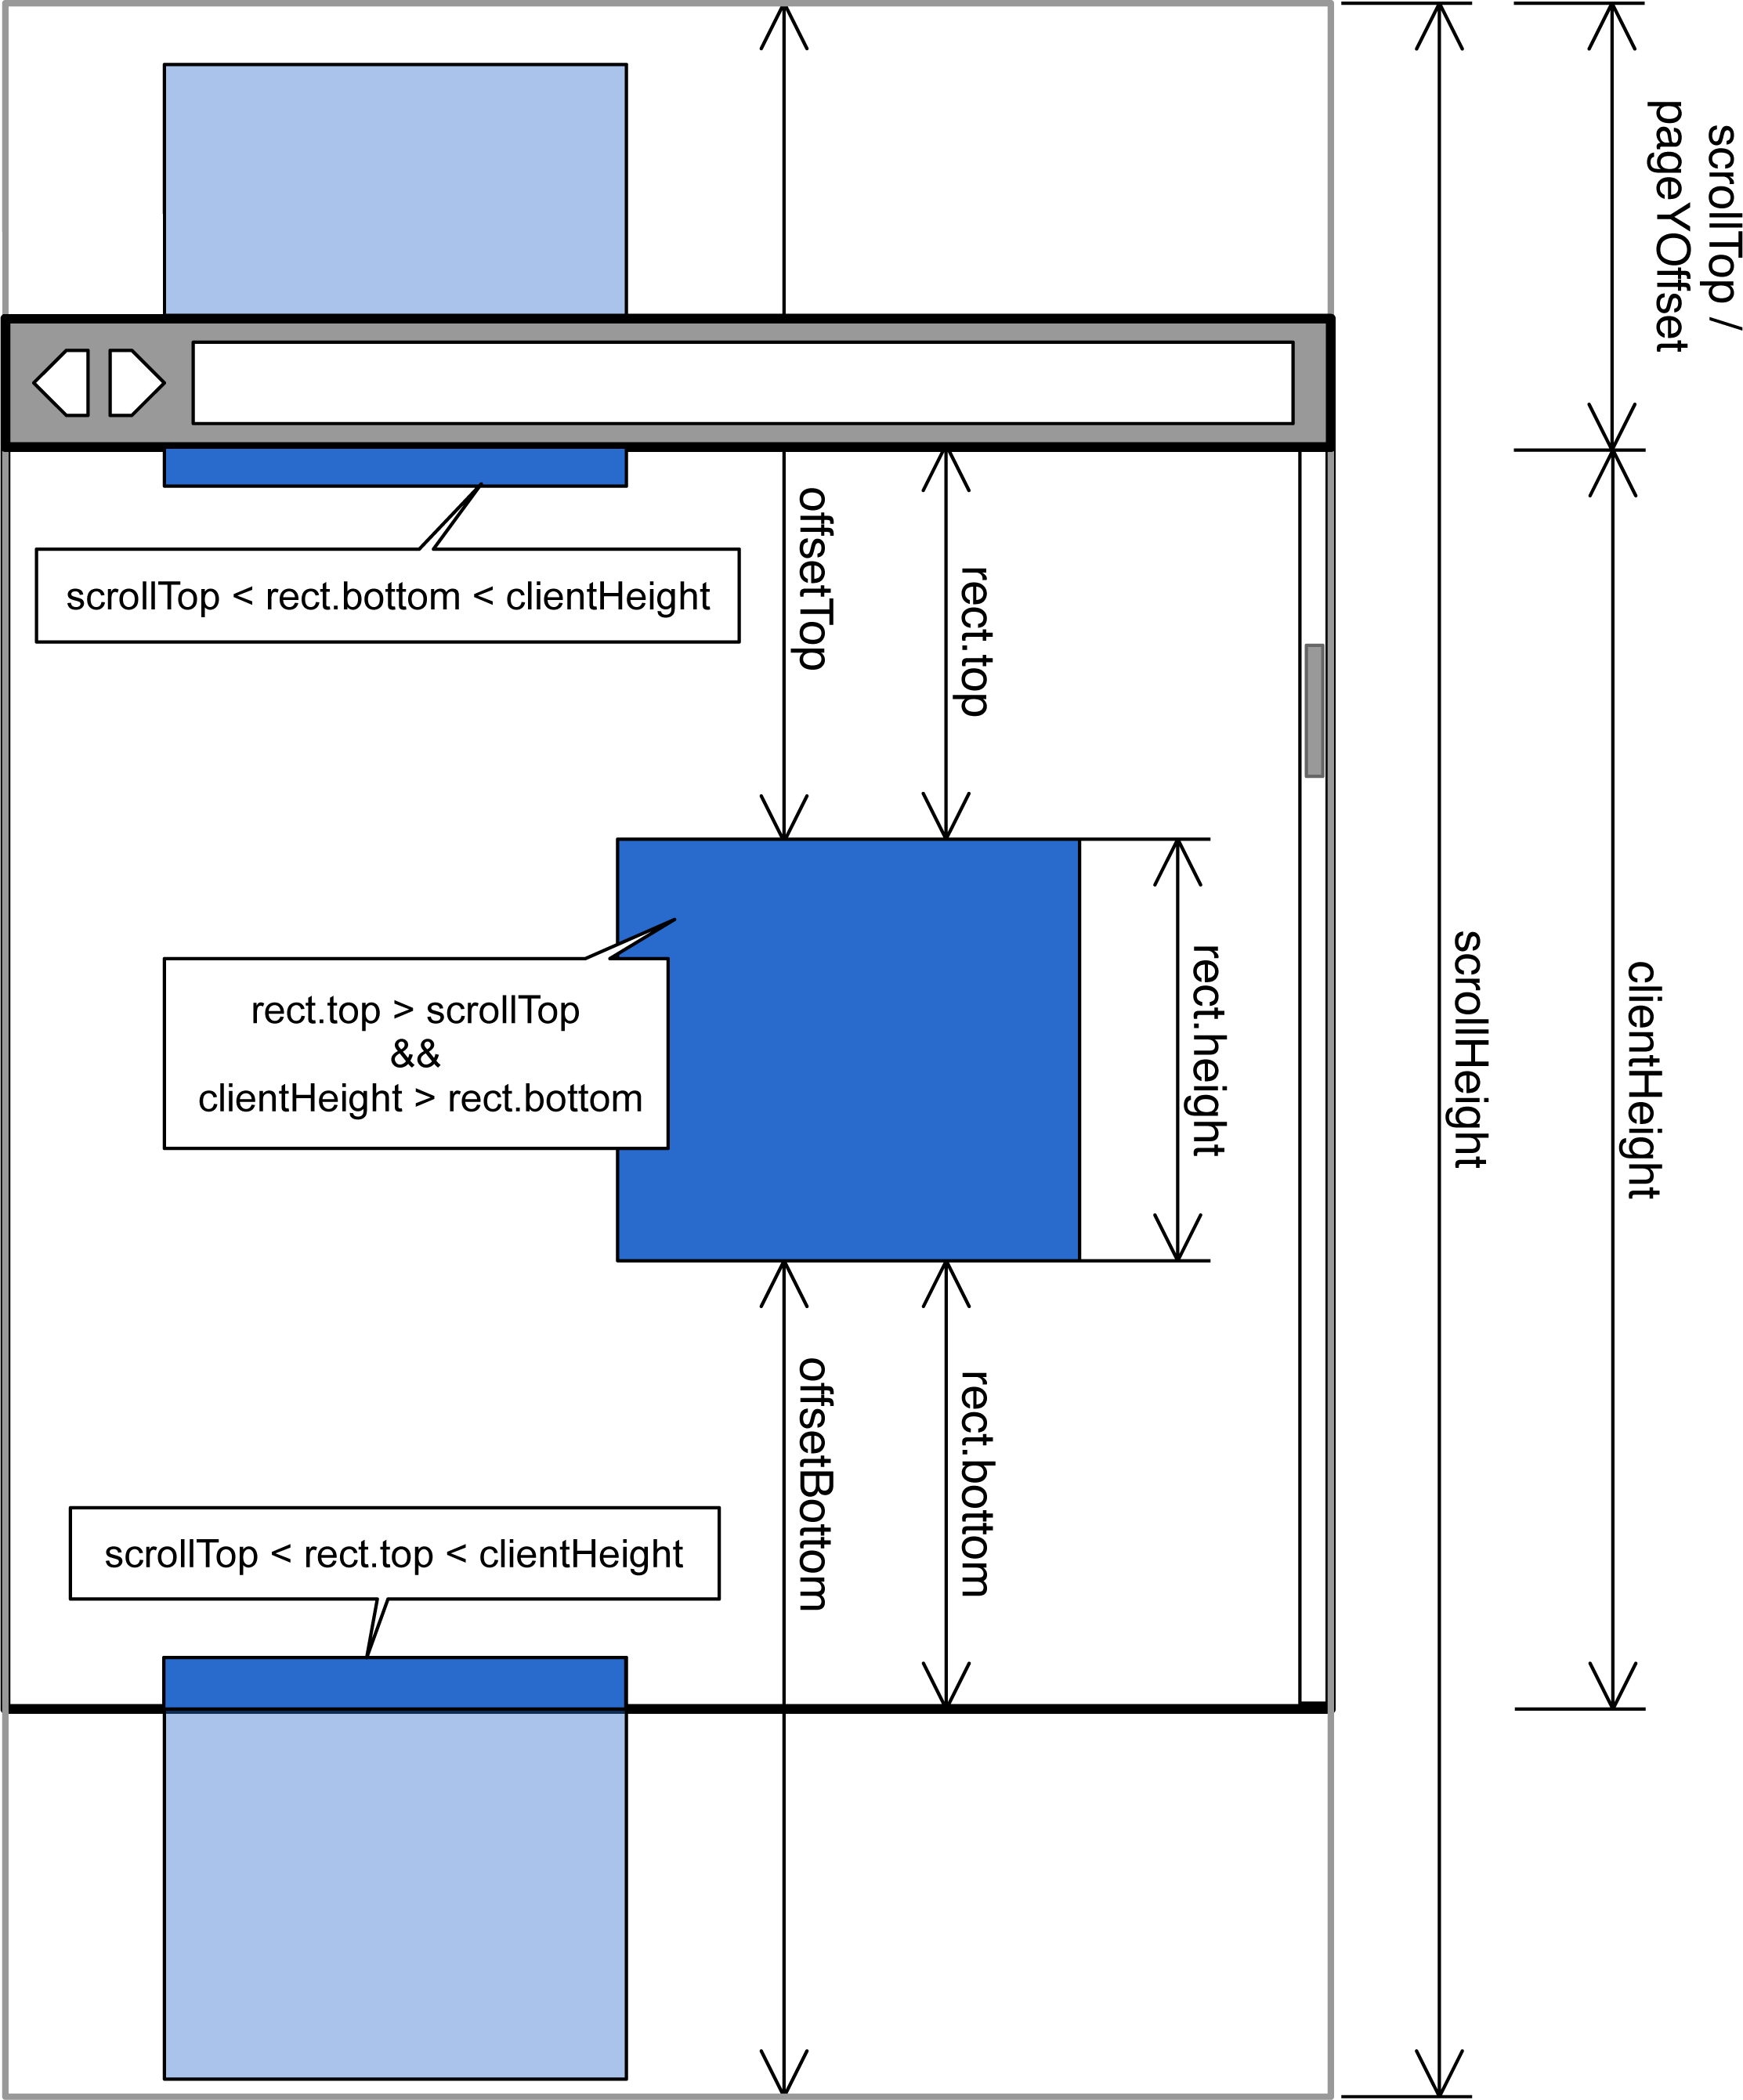 scrollTop /
pageYOffset
offsetTop
rect.top
scrollTop < rect.bottom < clientHeight
rect.top > scrollTop
&&
clientHeight > rect.bottom
rect.height
scrollHeight
clientHeight
offsetBottom
rect.bottom
scrollTop < rect.top < clientHeight